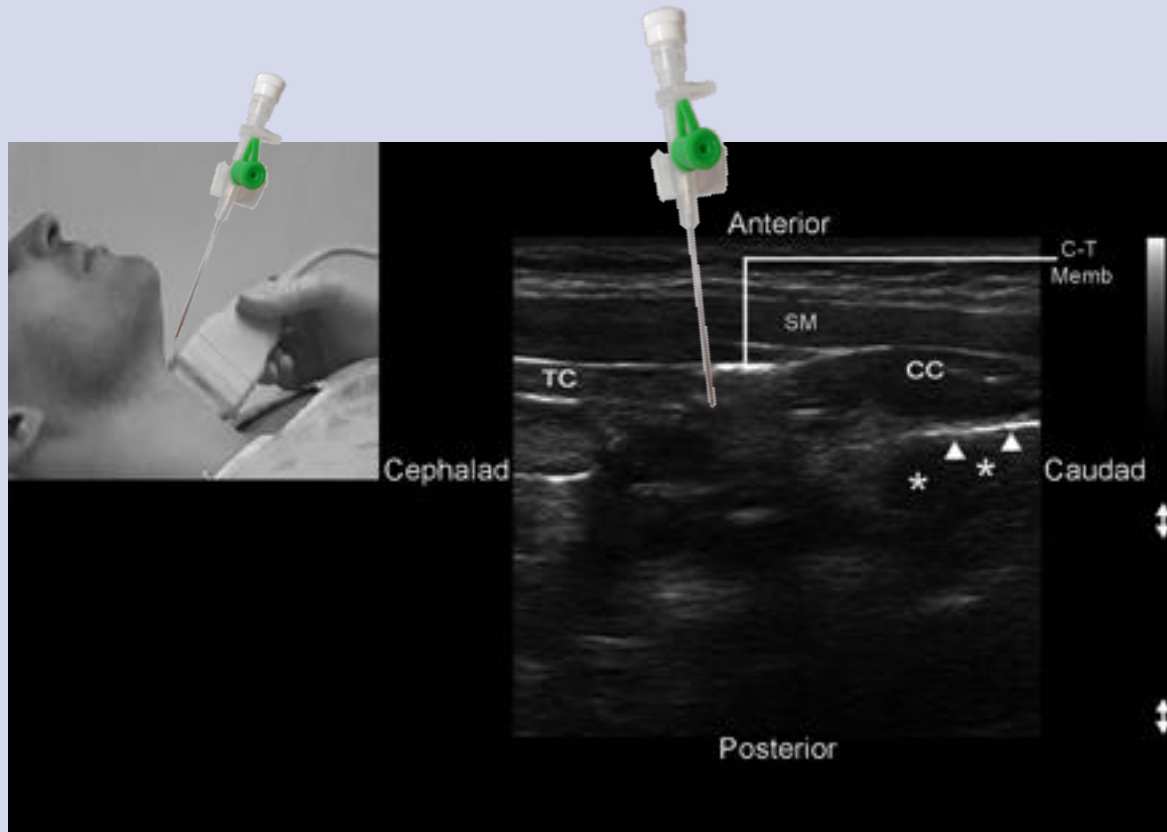 Anterior
C-T
Memb
SM
TC
CC
Cephalad
* *
Caudad
Posterior